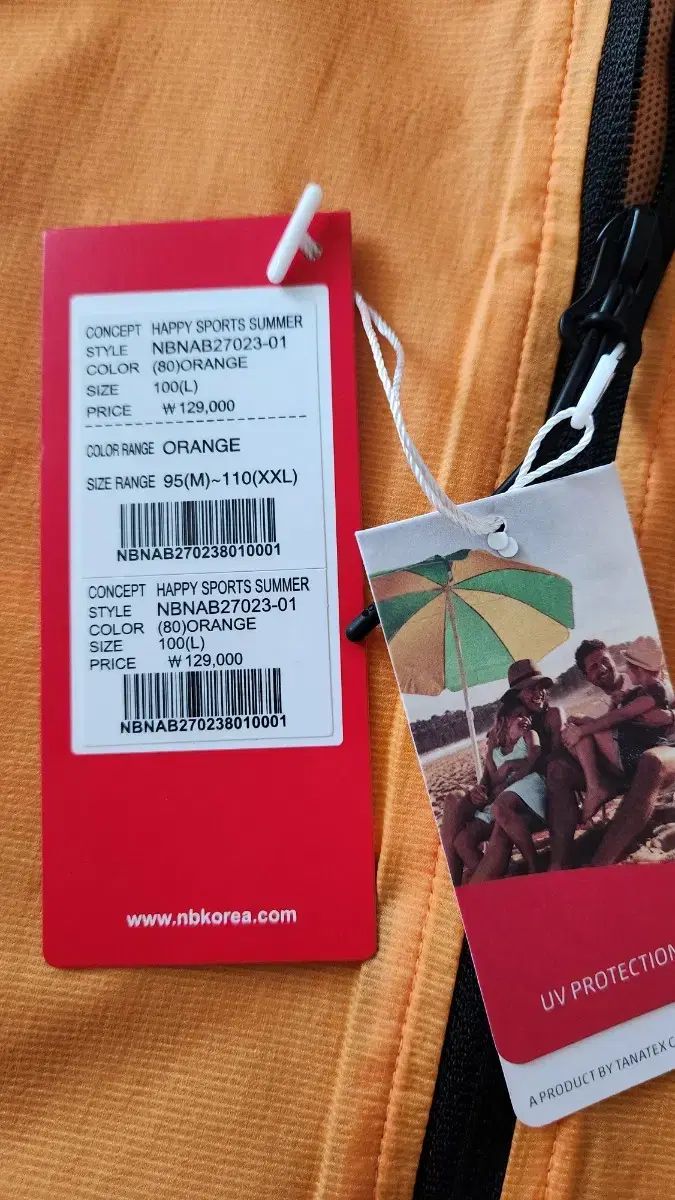 CONCEPT HAPPY SPORTS SUMMER
STYLE NBNAB27023-01
COLOR (80)ORANGE
SIZE 100(L)
PRICE ₩129,000
COLOR RANGE ORANGE
SIZE RANGE 95(M)~110(XXL)
NBNAB270238010001
CONCEPT HAPPY SPORTS SUMMER
STYLE NBNAB27023-01
COLOR (80)ORANGE
SIZE 100(L)
PRICE ₩129,000
NBNAB270238010001
www.nbkorea.com
UV PROTECTION
A PRODUCT BY TANATEX